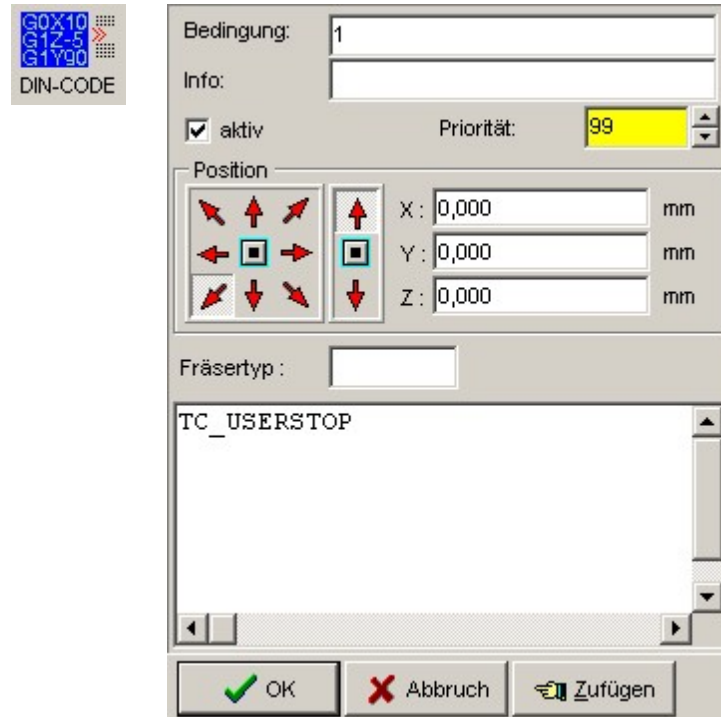 G0X10
G1Z-5
G1Y90
DIN-CODE
Bedingung: 1
Info:
aktiv Priorität: 99
Position
X : 0,000 mm
Y : 0,000 mm
Z : 0,000 mm
Fräsertyp :
TC_USERSTOP
OK Abbruch Zufügen